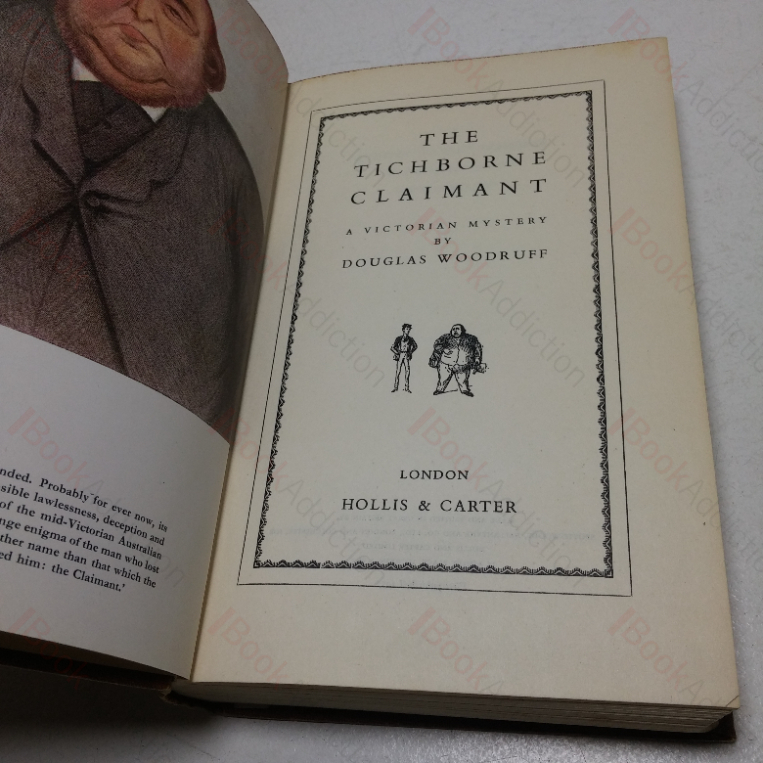 nded. Probably for ever now, its
sible lawlessness, deception and
of the mid-Victorian Australian
nge enigma of the man who lost
ther name than that which the
ed him: the Claimant.'
THE
TICHBORNE
CLAIMANT
A VICTORIAN MYSTERY
BY
DOUGLAS WOODRUFF
LONDON
HOLLIS & CARTER
BookAddiction